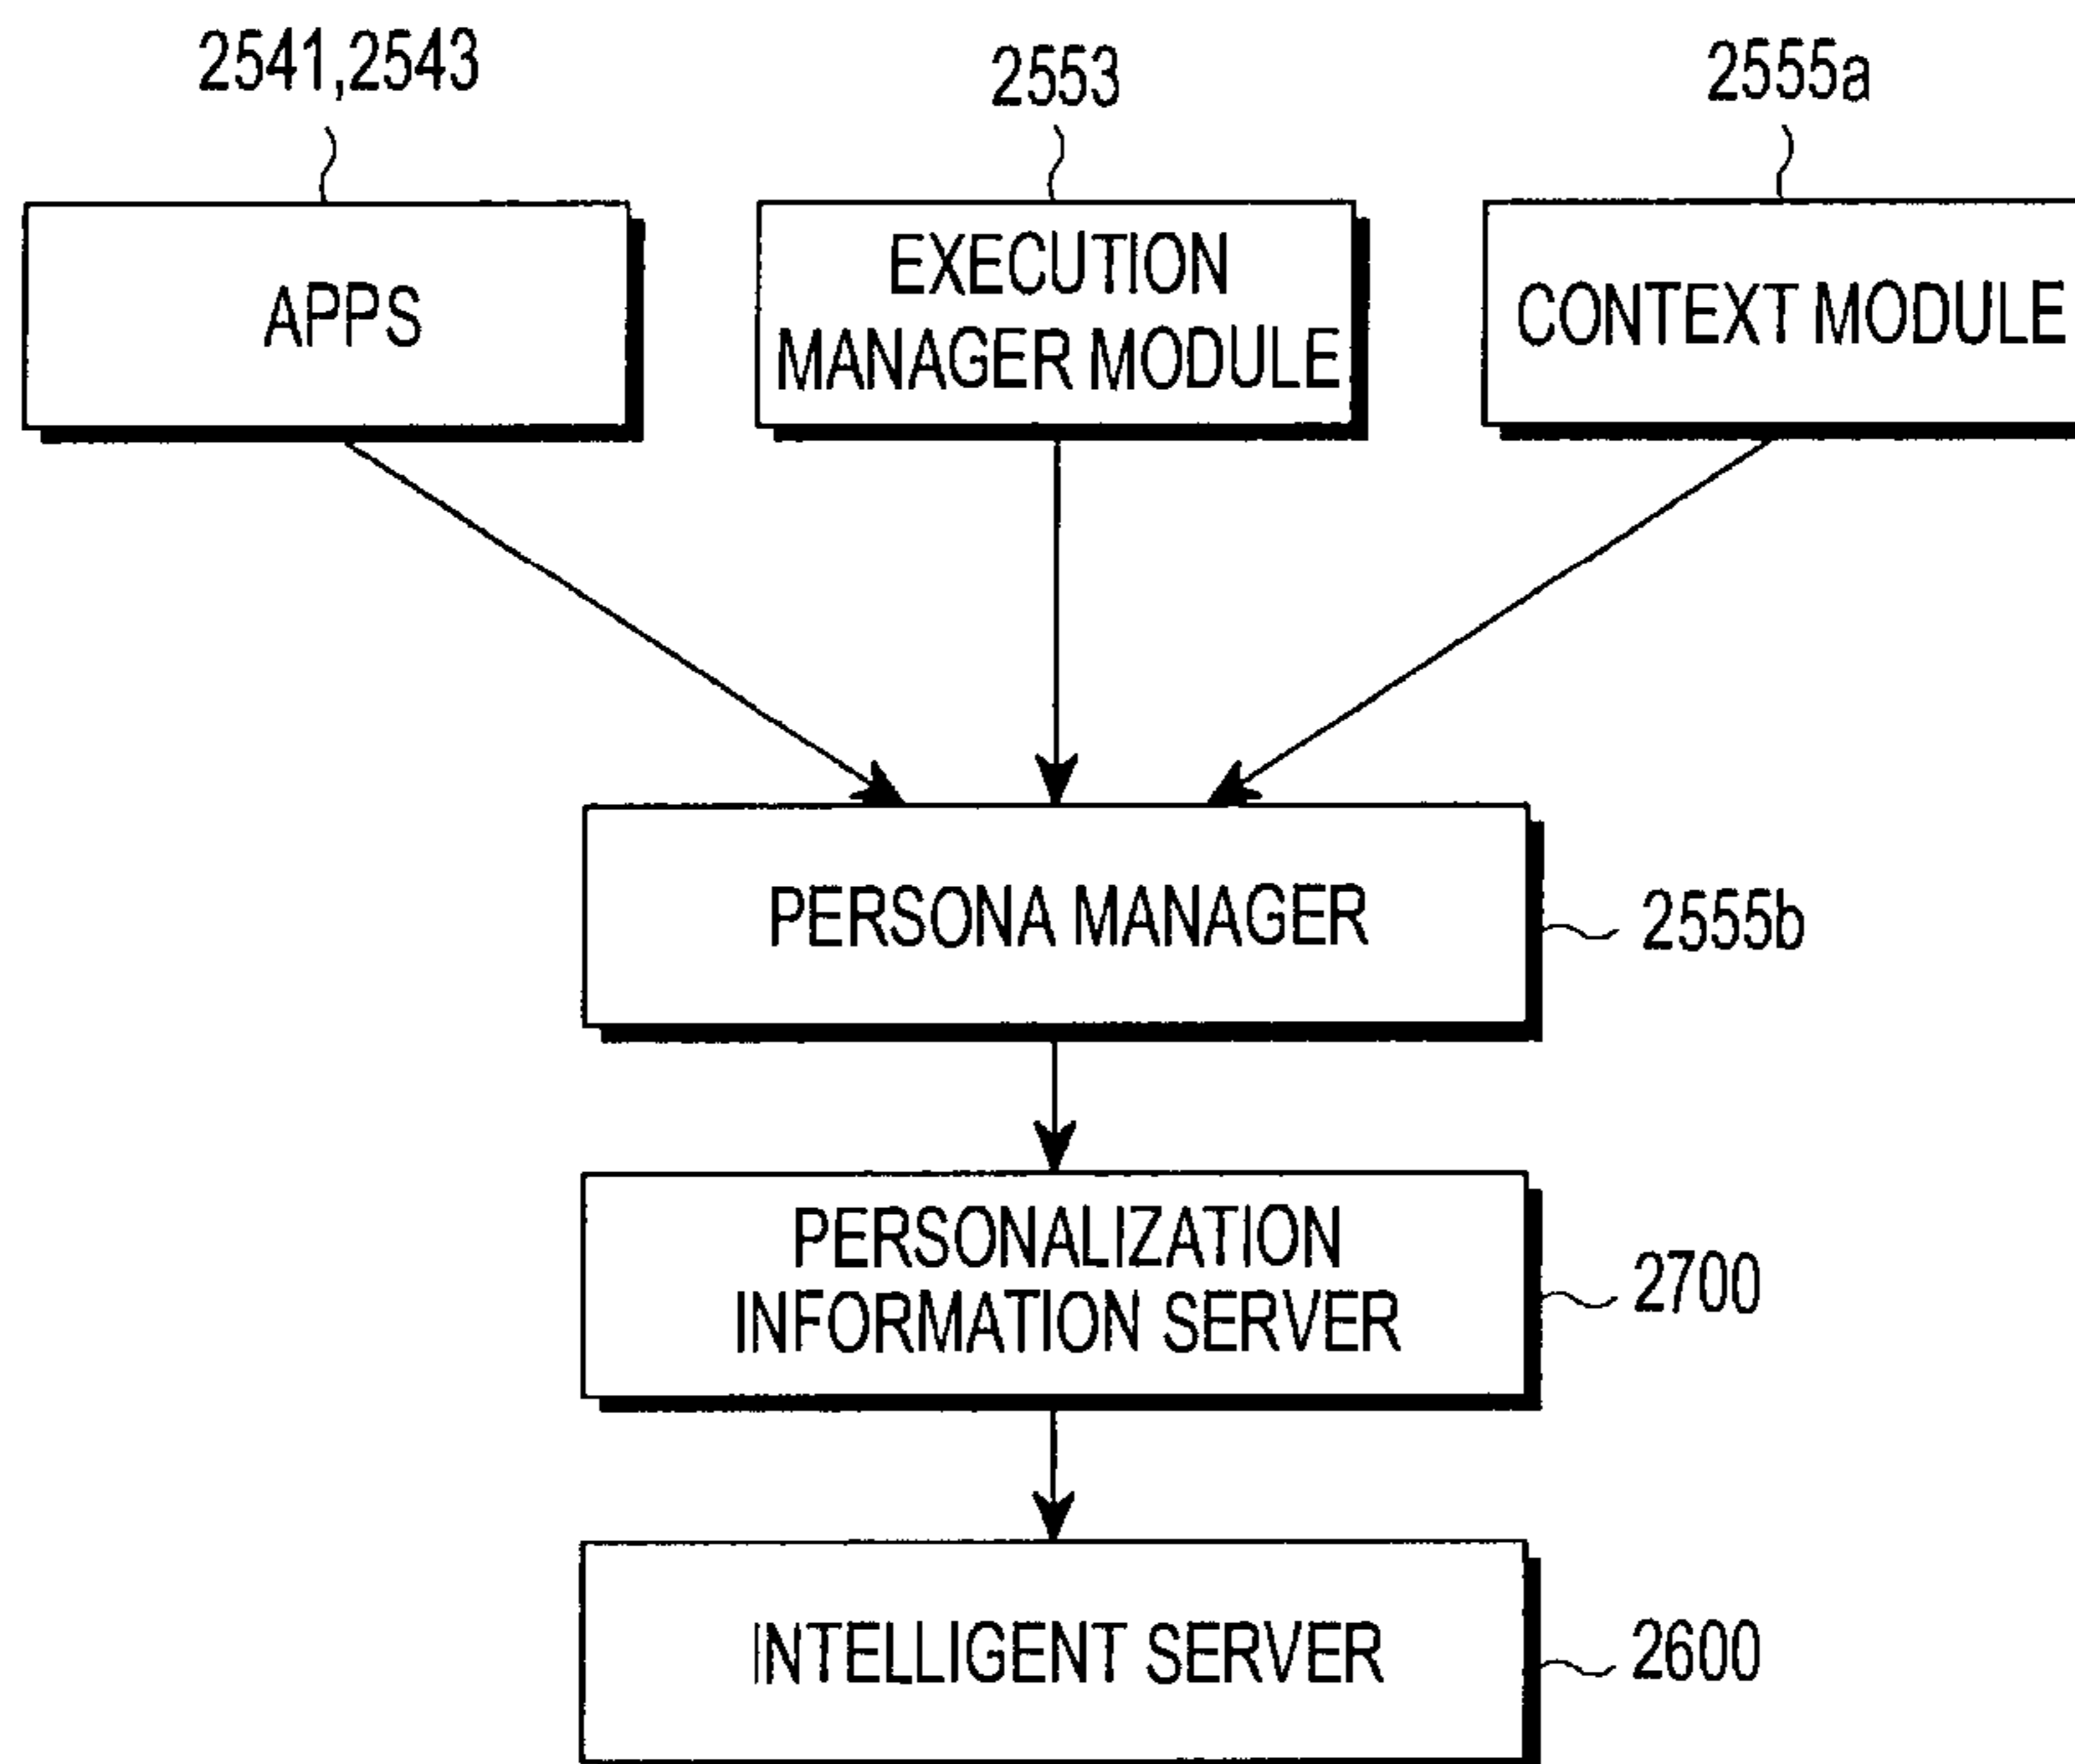 2541,2543
2553
2555a
APPS
EXECUTION
MANAGER MODULE
CONTEXT MODULE
PERSONA MANAGER
2555b
PERSONALIZATION
INFORMATION SERVER
2700
INTELLIGENT SERVER
2600